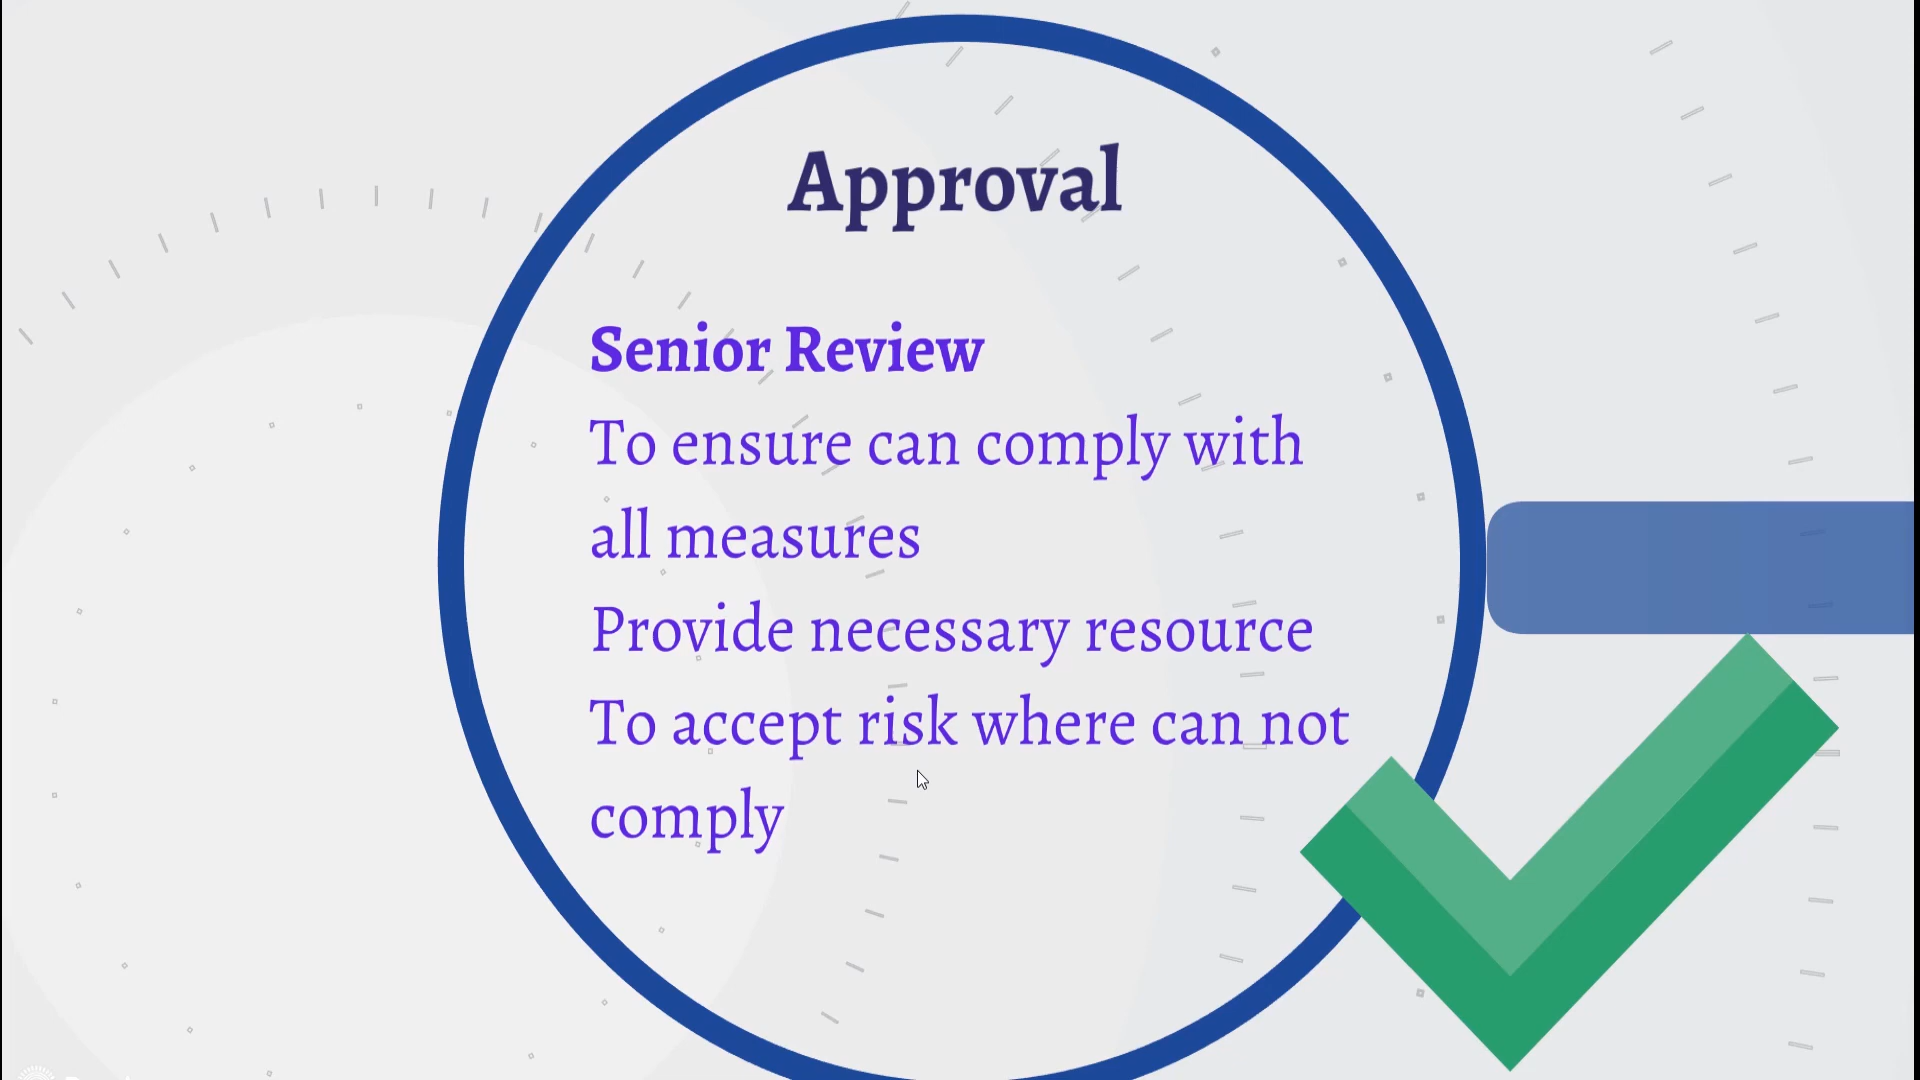 Approval
Senior Review
To ensure can comply with
all measures
Provide necessary resource
To accept risk where can not
comply